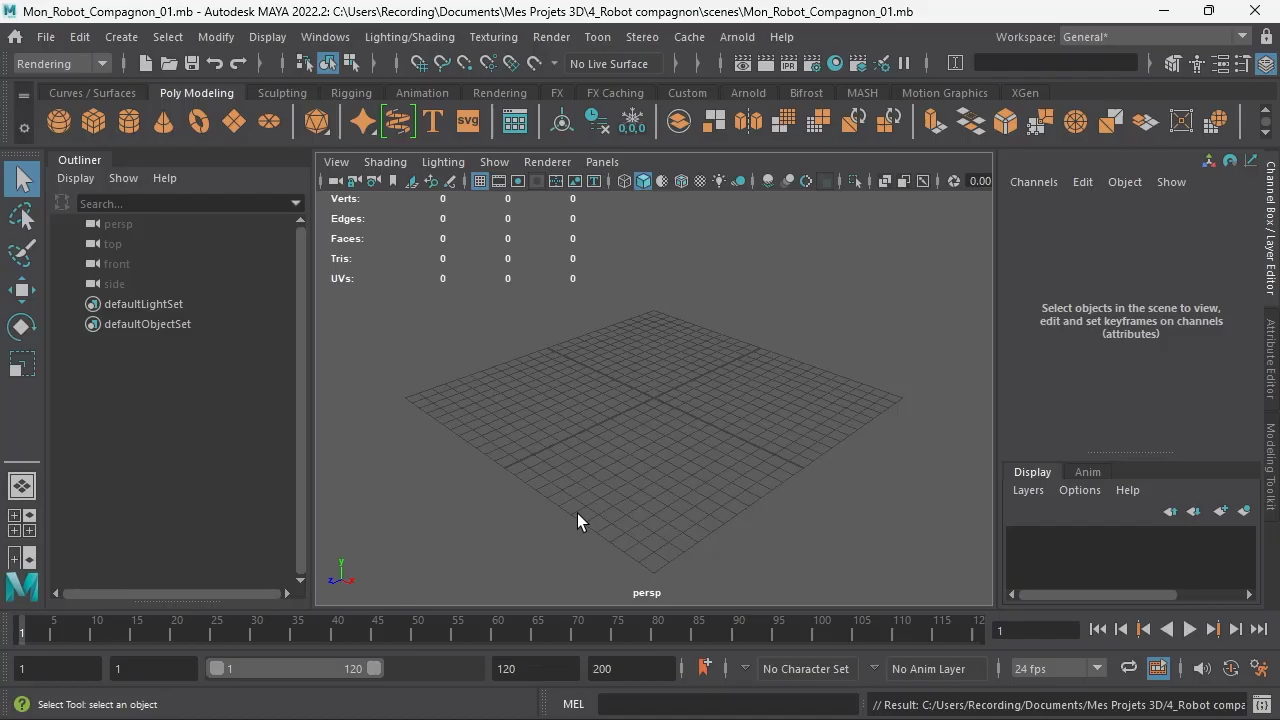 Mon_Robot_Compagnon_01.mb - Autodesk MAYA 2022.2: C:\Users\Recording\Documents\Mes Projets 3D\4_Robot compagnon\scenes\Mon_Robot_Compagnon_01.mb
File Edit Create Select Modify Display Windows Lighting/Shading Texturing Render Toon Stereo Cache Arnold Help Workspace: General*
Rendering No Live Surface
Curves / Surfaces Poly Modeling Sculpting Rigging Animation Rendering FX FX Caching Custom Arnold Bifrost MASH Motion Graphics XGen
T SVG 0,0,0
Outliner
Display Show Help
Search...
persp
top
front
side
defaultLightSet
defaultObjectSet
View Shading Lighting Show Renderer Panels
0.00
Verts: 0 0 0
Edges: 0 0 0
Faces: 0 0 0
Tris: 0 0 0
UVs: 0 0 0
y
z x
persp
Channels Edit Object Show
Select objects in the scene to view,
edit and set keyframes on channels
(attributes)
Channel Box / Layer Editor
Attribute Editor
Modeling Toolkit
Display Anim
Layers Options Help
1 5 10 15 20 25 30 35 40 45 50 55 60 65 70 75 80 85 90 95 100 105 110 115 12
1
1 1 1 120 120 200 No Character Set No Anim Layer 24 fps
Select Tool: select an object MEL // Result: C:/Users/Recording/Documents/Mes Projets 3D/4_Robot compa